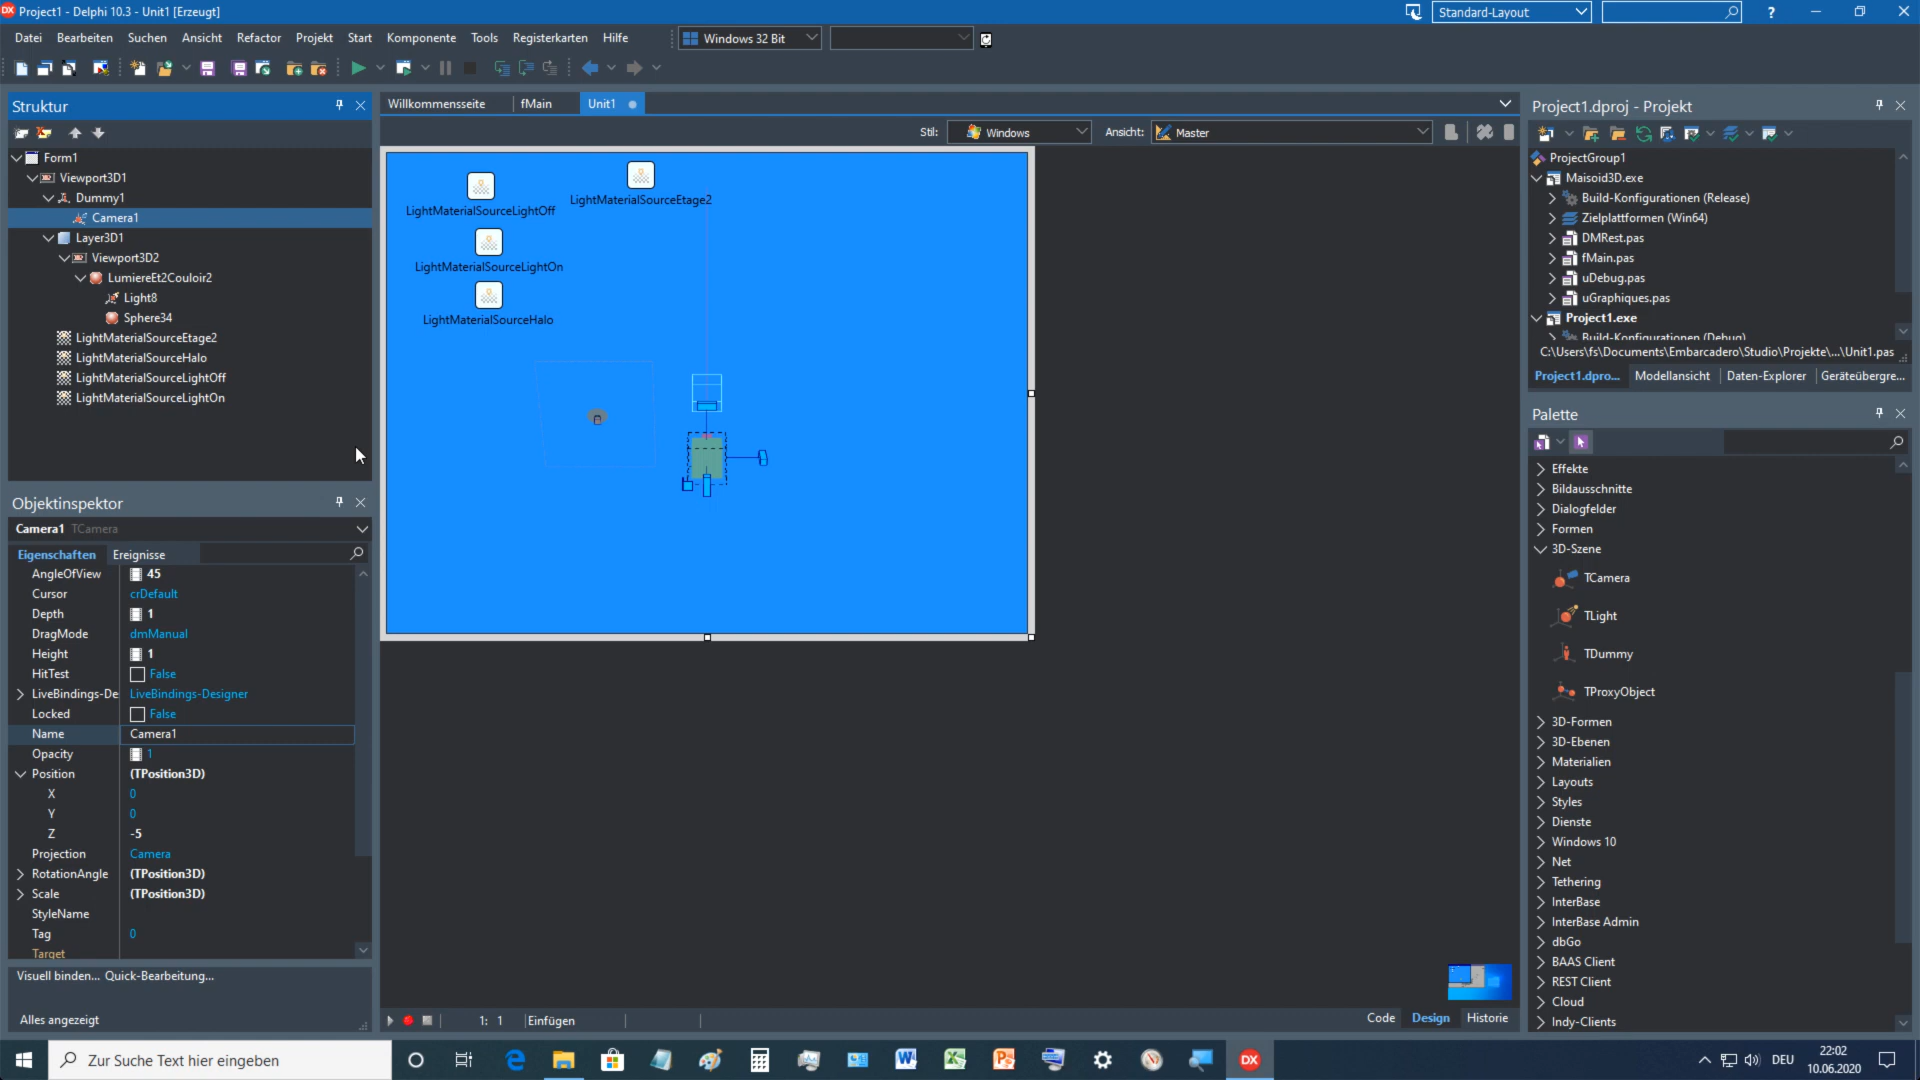 Project1 - Delphi 10.3 - Unit1 [Erzeugt]
Standard-Layout
Datei Bearbeiten Suchen Ansicht Refactor Projekt Start Komponente Tools Registerkarten Hilfe
Windows 32 Bit
Struktur
Form1
Viewport3D1
Dummy1
Camera1
Layer3D1
Viewport3D2
LumiereEt2Couloir2
Light8
Sphere34
LightMaterialSourceEtage2
LightMaterialSourceHalo
LightMaterialSourceLightOff
LightMaterialSourceLightOn
Objektinspektor
Camera1 TCamera
Eigenschaften Ereignisse
AngleOfView 45
Cursor crDefault
Depth 1
DragMode dmManual
Height 1
HitTest False
LiveBindings-De LiveBindings-Designer
Locked False
Name Camera1
Opacity 1
Position (TPosition3D)
X 0
Y 0
Z -5
Projection Camera
RotationAngle (TPosition3D)
Scale (TPosition3D)
StyleName
Tag 0
Target
Visuell binden... Quick-Bearbeitung...
Alles angezeigt
Willkommensseite fMain Unit1
Stil: Windows Ansicht: Master
LightMaterialSourceLightOff
LightMaterialSourceEtage2
LightMaterialSourceLightOn
LightMaterialSourceHalo
1: 1 Einfügen
Code Design Historie
Project1.dproj - Projekt
ProjectGroup1
Maisoid3D.exe
Build-Konfigurationen (Release)
Zielplattformen (Win64)
DMRest.pas
fMain.pas
uDebug.pas
uGraphiques.pas
Project1.exe
Build-Konfigurationen (Debug)
C:\Users\fs\Documents\Embarcadero\Studio\Projekte\...\Unit1.pas
Project1.dpro... Modellansicht Daten-Explorer Geräteübergre...
Palette
Effekte
Bildausschnitte
Dialogfelder
Formen
3D-Szene
TCamera
TLight
TDummy
TProxyObject
3D-Formen
3D-Ebenen
Materialien
Layouts
Styles
Dienste
Windows 10
Net
Tethering
InterBase
InterBase Admin
dbGo
BAAS Client
REST Client
Cloud
Indy-Clients
Zur Suche Text hier eingeben
DX
DEU
22:02
10.06.2020